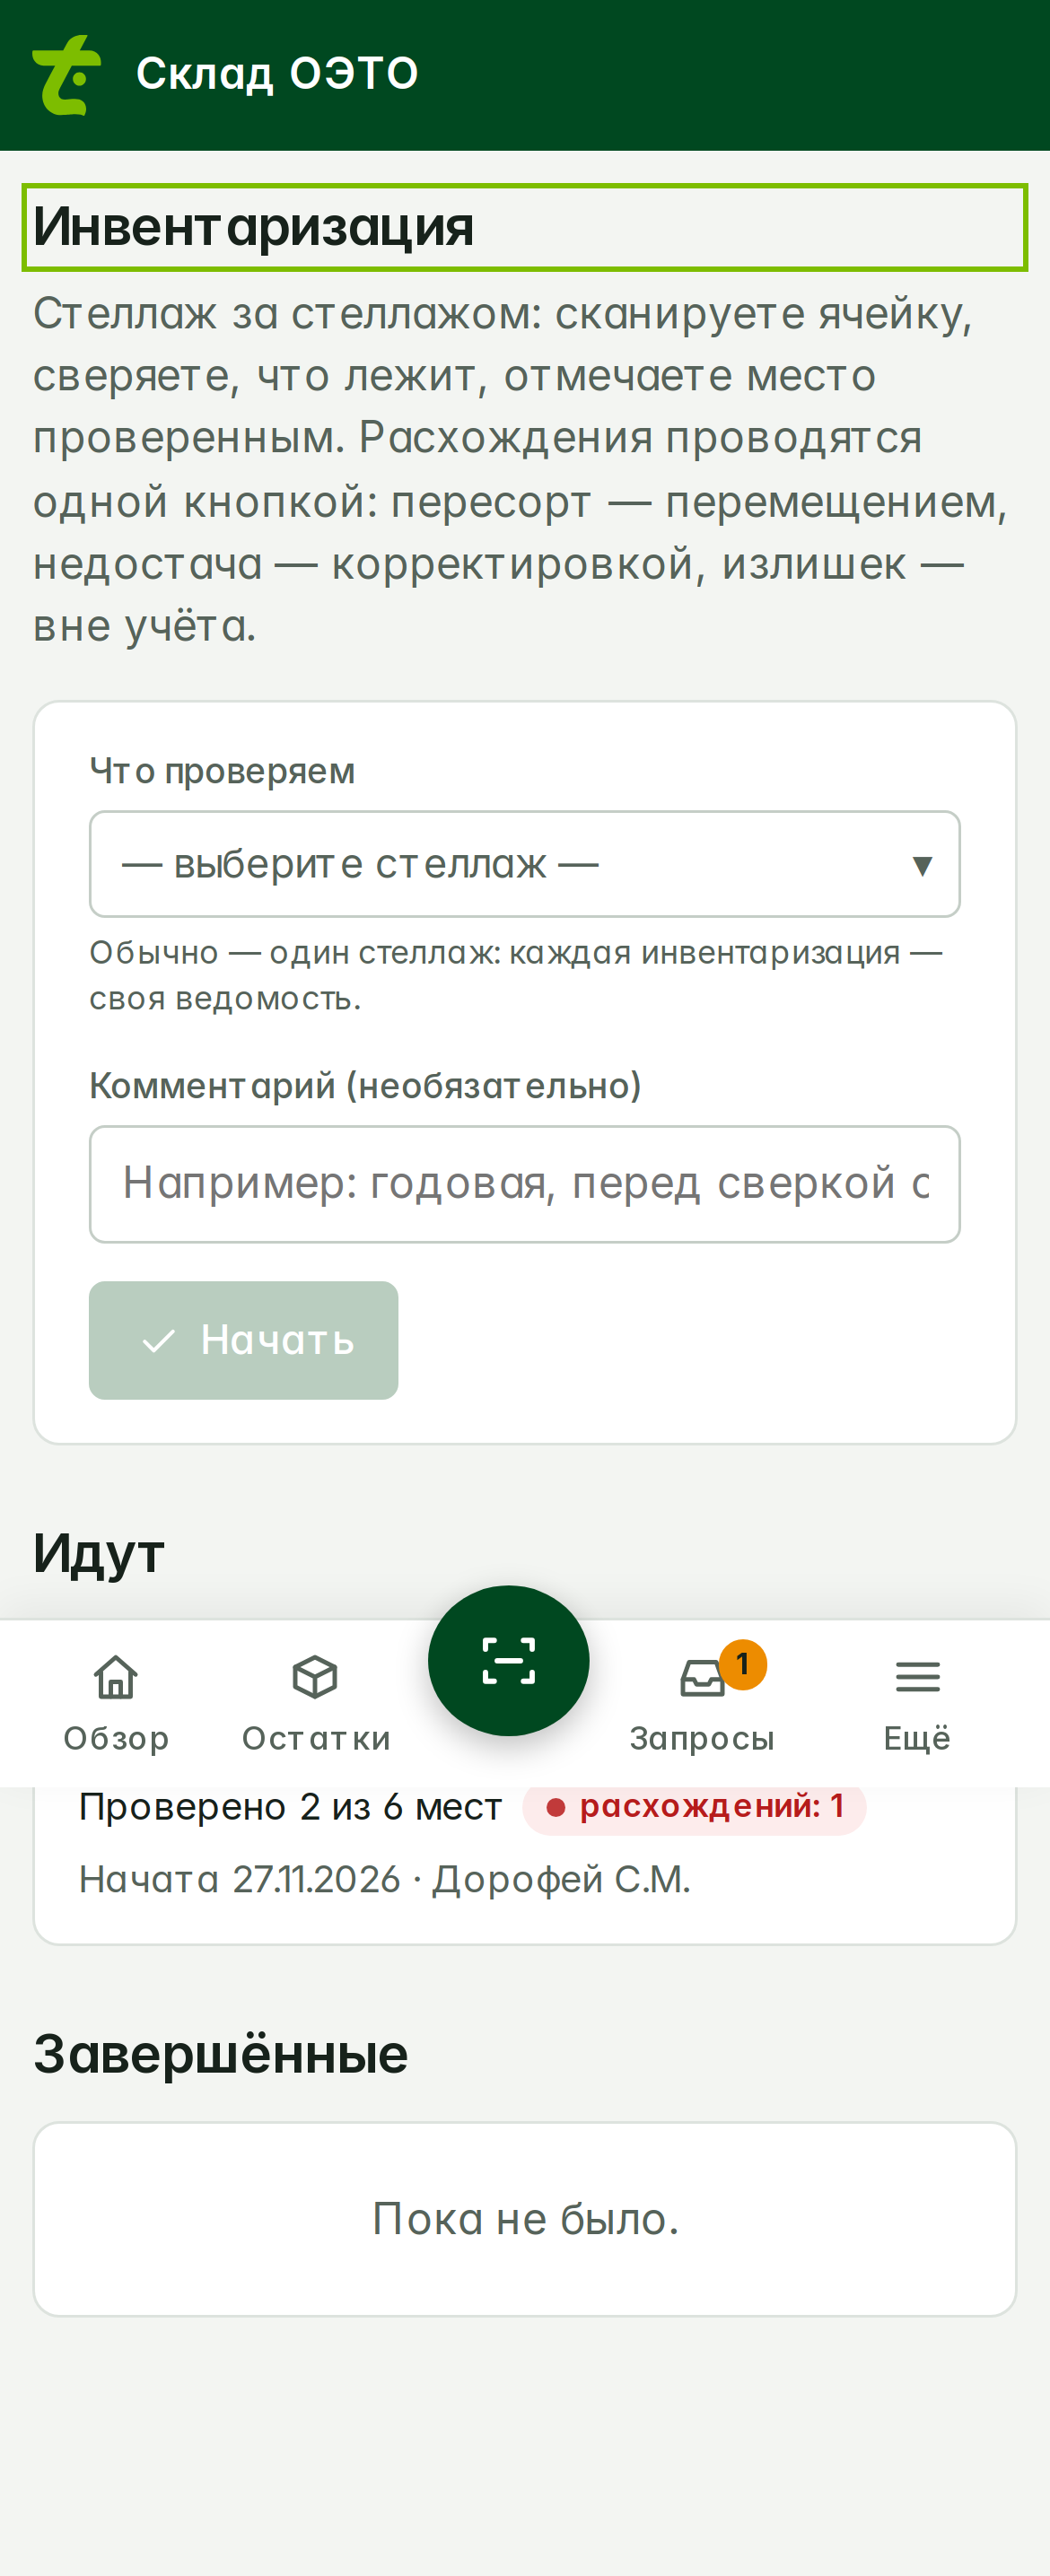 Склад ОЭТО
Инвентаризация
Стеллаж за стеллажом: сканируете ячейку,
сверяете, что лежит, отмечаете место
проверенным. Расхождения проводятся
одной кнопкой: пересорт — перемещением,
недостача — корректировкой, излишек —
вне учёта.
Что проверяем
— выберите стеллаж —
Обычно — один стеллаж: каждая инвентаризация —
своя ведомость.
Комментарий (необязательно)
Например: годовая, перед сверкой с
Начать
Идут
1
Обзор
Остатки
Запросы
Ещё
Проверено 2 из 6 мест
расхождений: 1
Начата 27.11.2026 · Дорофей С.М.
Завершённые
Пока не было.